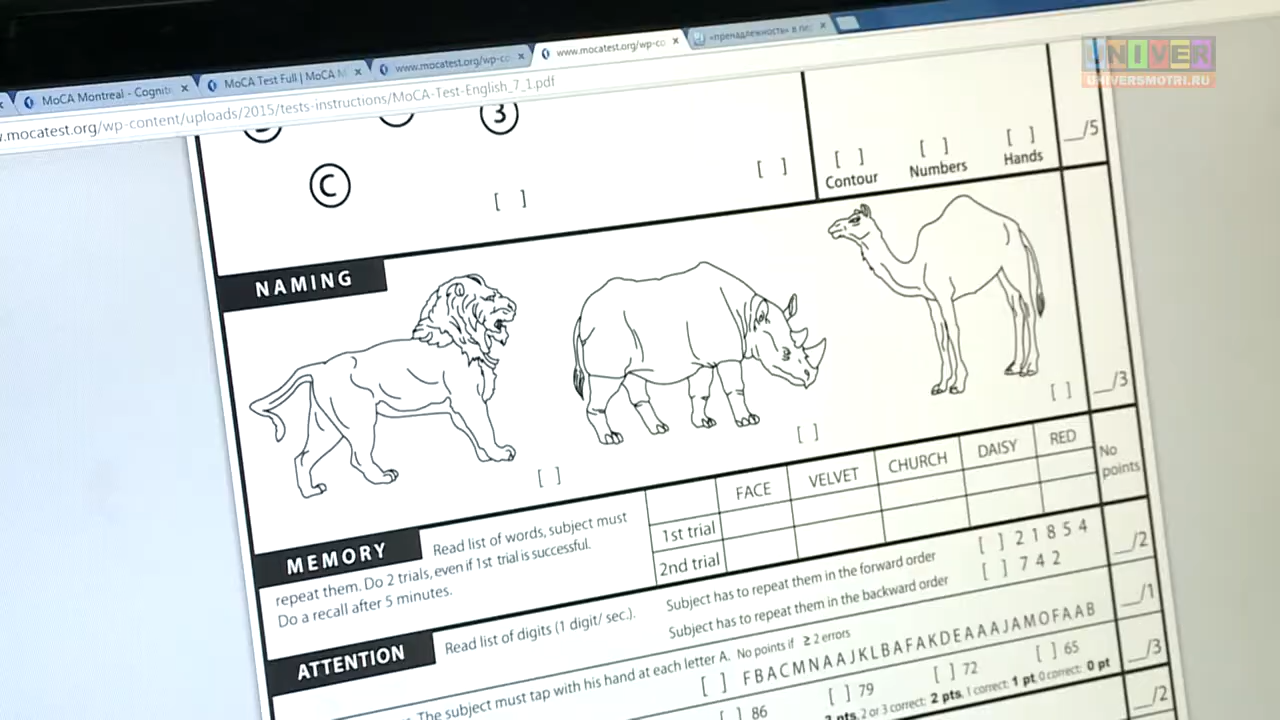 MoCA Montreal - Cognit
MoCA Test Full | MoCA M
www.mocatest.org/wp-co
www.mocatest.org/wp-co
«пренадлежность» в пе
w.mocatest.org/wp-content/uploads/2015/tests-instructions/MoCA-Test-English_7_1.pdf
UNIVER
UNIVERSMOTRI.RU
3
C
[ ]
[ ]
[ ] [ ] [ ]
Contour Numbers Hands
__/5
NAMING
[ ]
[ ]
[ ]
__/3
MEMORY
Read list of words, subject must
repeat them. Do 2 trials, even if 1st trial is successful.
Do a recall after 5 minutes.
FACE VELVET CHURCH DAISY RED
1st trial
2nd trial
No
points
ATTENTION
Read list of digits (1 digit/ sec.).
Subject has to repeat them in the forward order [ ] 2 1 8 5 4
Subject has to repeat them in the backward order [ ] 7 4 2
__/2
The subject must tap with his hand at each letter A. No points if ≥ 2 errors
[ ] F B A C M N A A J K L B A F A K D E A A A J A M O F A A B
__/1
[ ] 86 [ ] 79 [ ] 72 [ ] 65
pts, 2 or 3 correct: 2 pts, 1 correct: 1 pt, 0 correct: 0 pt
__/3
__/2